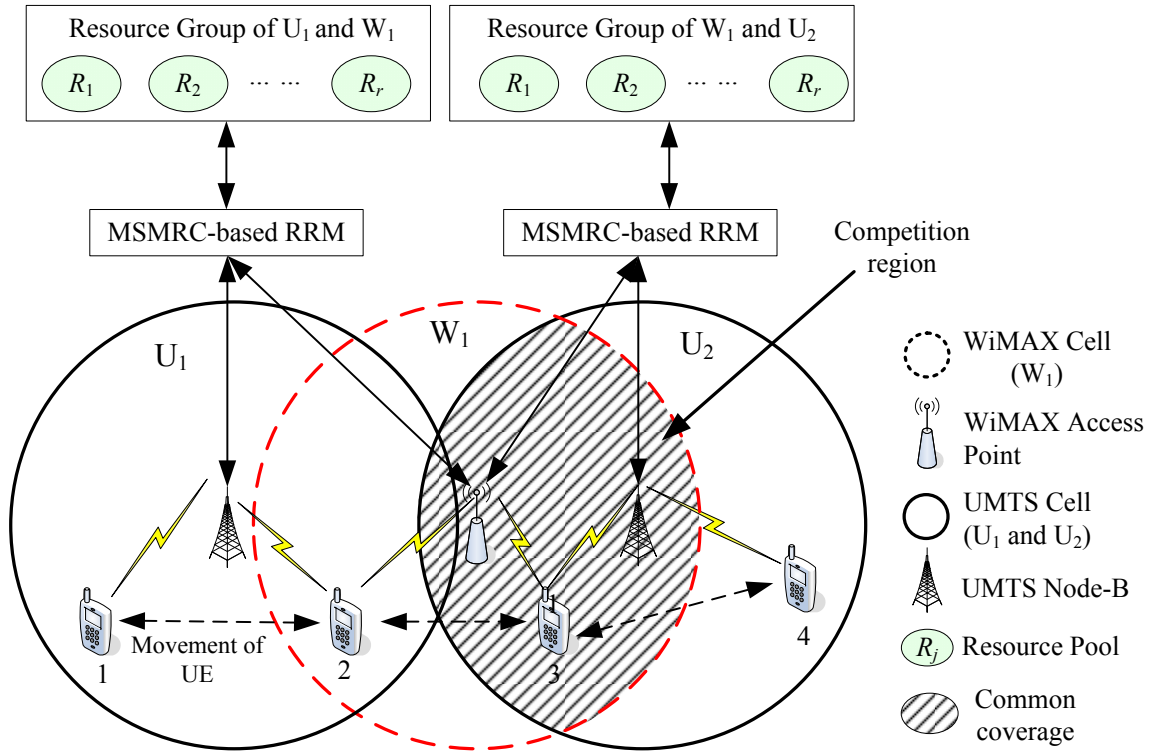 Resource Group of U1 and W1
R1 R2 ... ... Rr
Resource Group of W1 and U2
R1 R2 ... ... Rr
MSMRC-based RRM
MSMRC-based RRM
Competition
region
U1
W1
U2
1
Movement of
UE
2
1
3
4
WiMAX Cell
(W1)
WiMAX Access
Point
UMTS Cell
(U1 and U2)
UMTS Node-B
Rj Resource Pool
Common
coverage